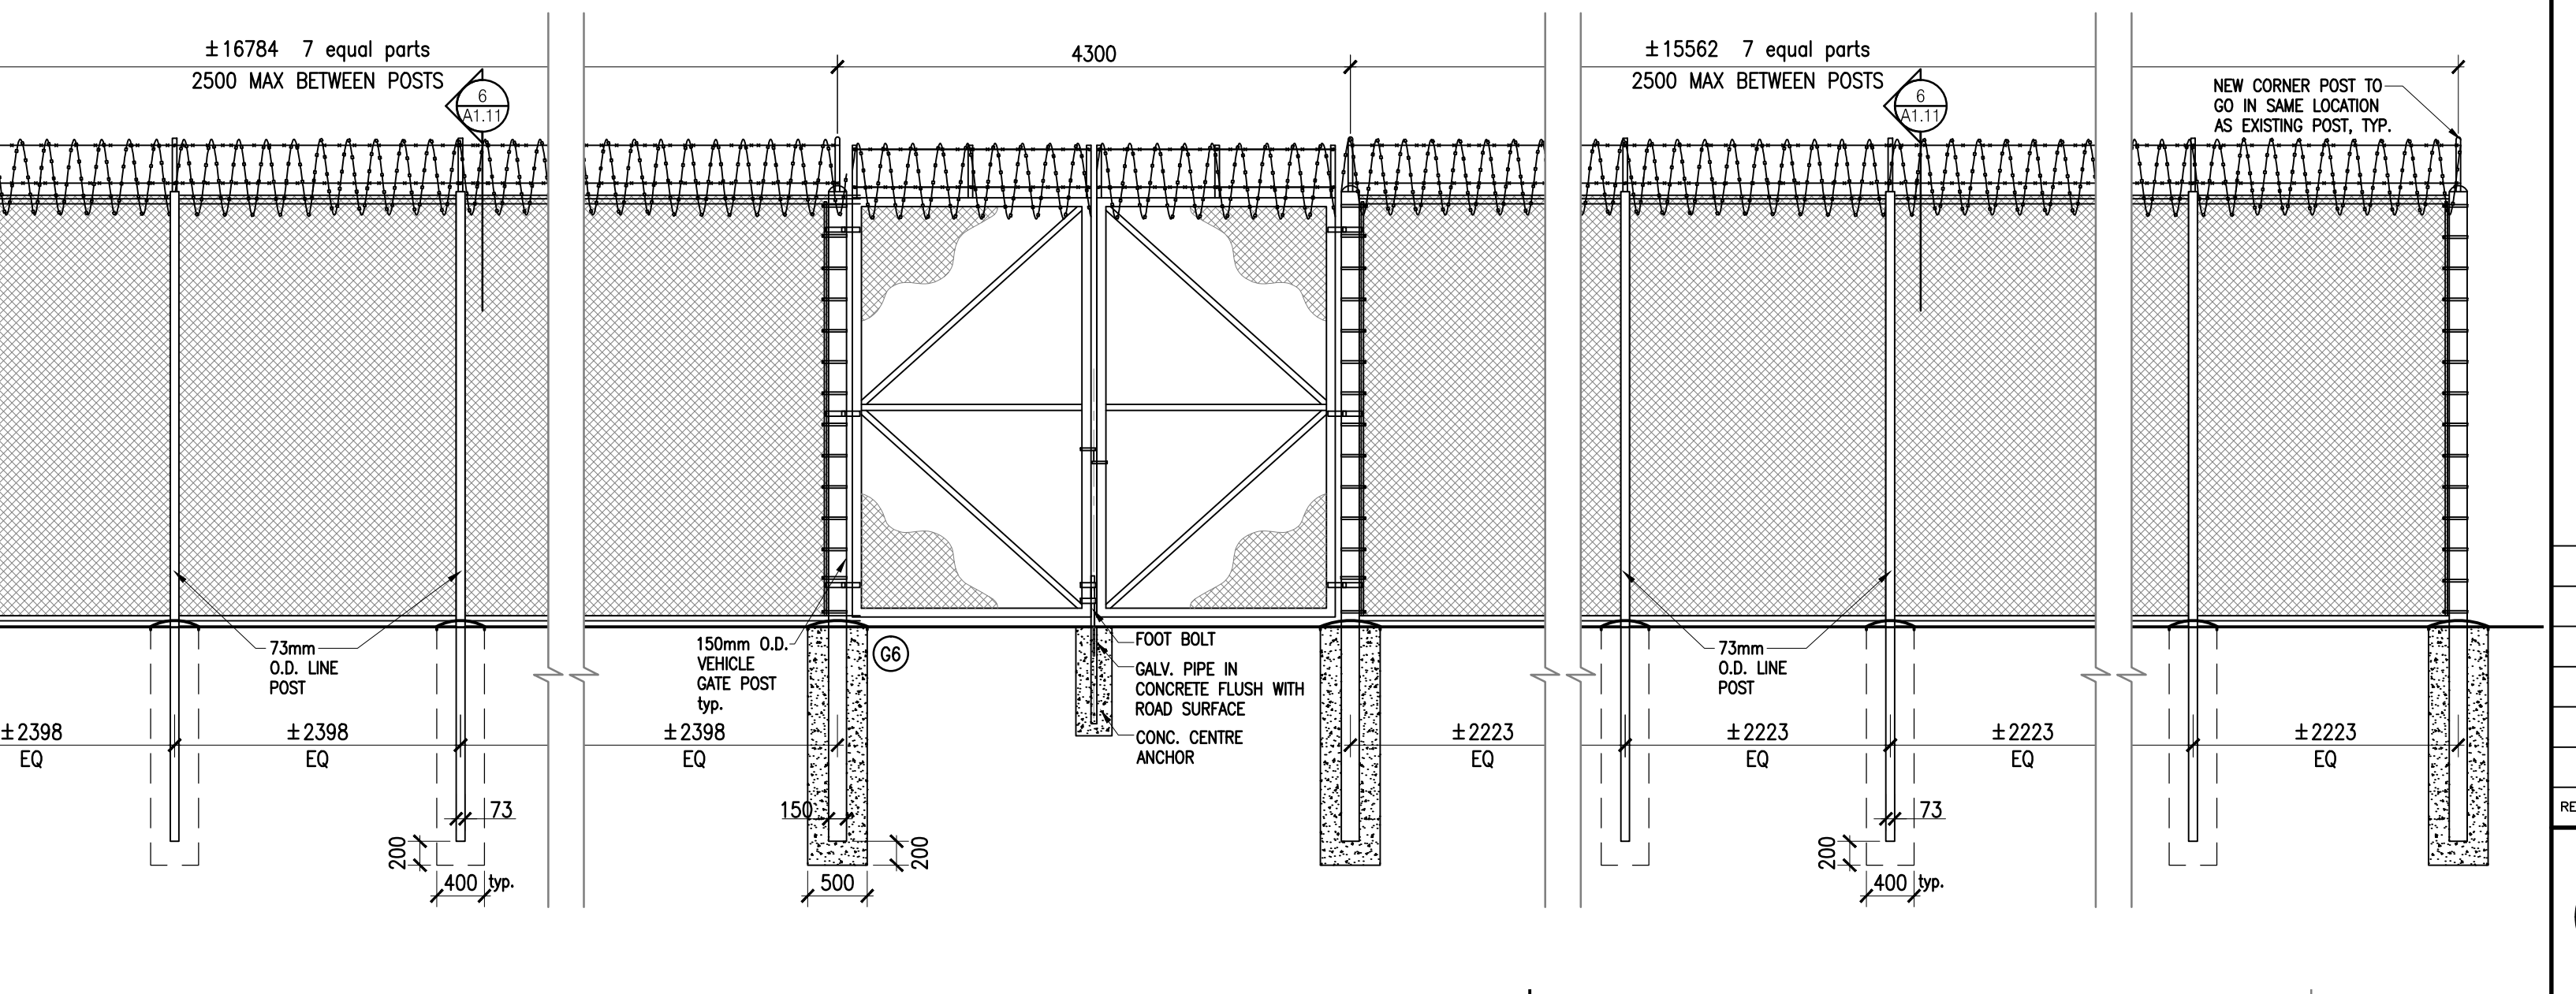 ±16784 7 equal parts
2500 MAX BETWEEN POSTS
6
A1.11
4300
±15562 7 equal parts
2500 MAX BETWEEN POSTS
6
A1.11
NEW CORNER POST TO
GO IN SAME LOCATION
AS EXISTING POST, TYP.
73mm
O.D. LINE
POST
150mm O.D.
VEHICLE
GATE POST
typ.
G6
FOOT BOLT
GALV. PIPE IN
CONCRETE FLUSH WITH
ROAD SURFACE
CONC. CENTRE
ANCHOR
73mm
O.D. LINE
POST
±2398
EQ
±2398
EQ
±2398
EQ
±2223
EQ
±2223
EQ
±2223
EQ
±2223
EQ
73
150
73
200
200
200
400 typ.
500
400 typ.
RE